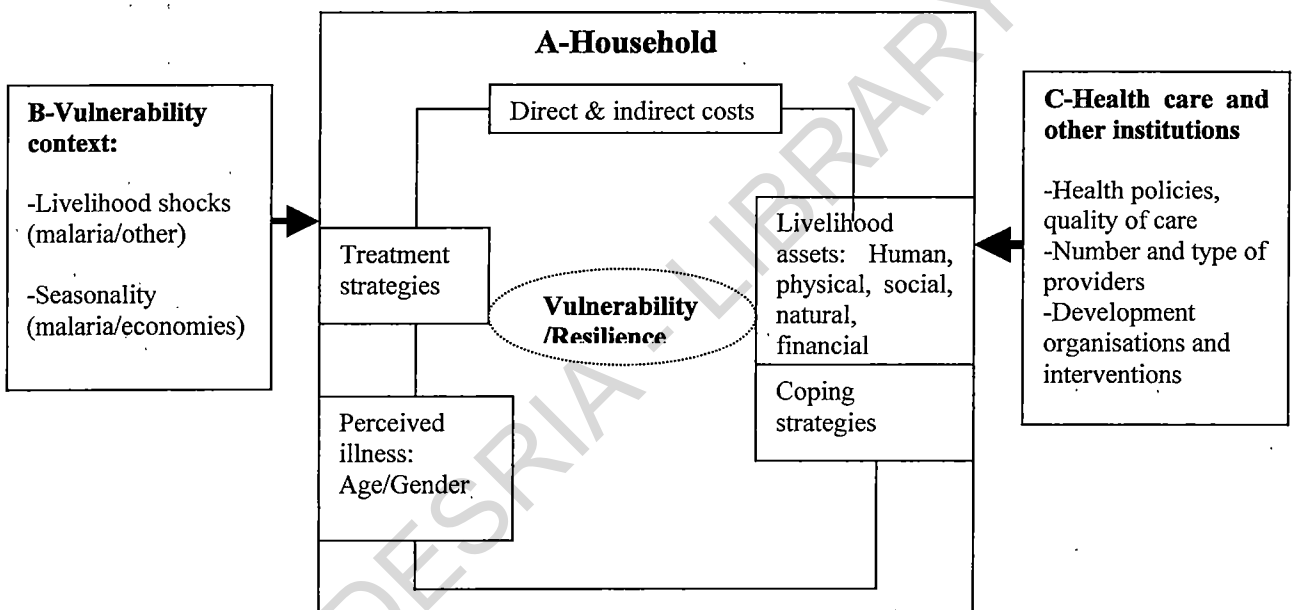 A-Household
B-Vulnerability
context:
-Livelihood shocks
(malaria/other)
-Seasonality
(malaria/economies)
Direct & indirect costs
Treatment
strategies
Perceived
illness:
Age/Gender
Vulnerability
/Resilience
Livelihood
assets: Human,
physical, social,
natural,
financial
Coping
strategies
C-Health care and
other institutions
-Health policies,
quality of care
-Number and type of
providers
-Development
organisations and
interventions
DESRIA - LIBRARY